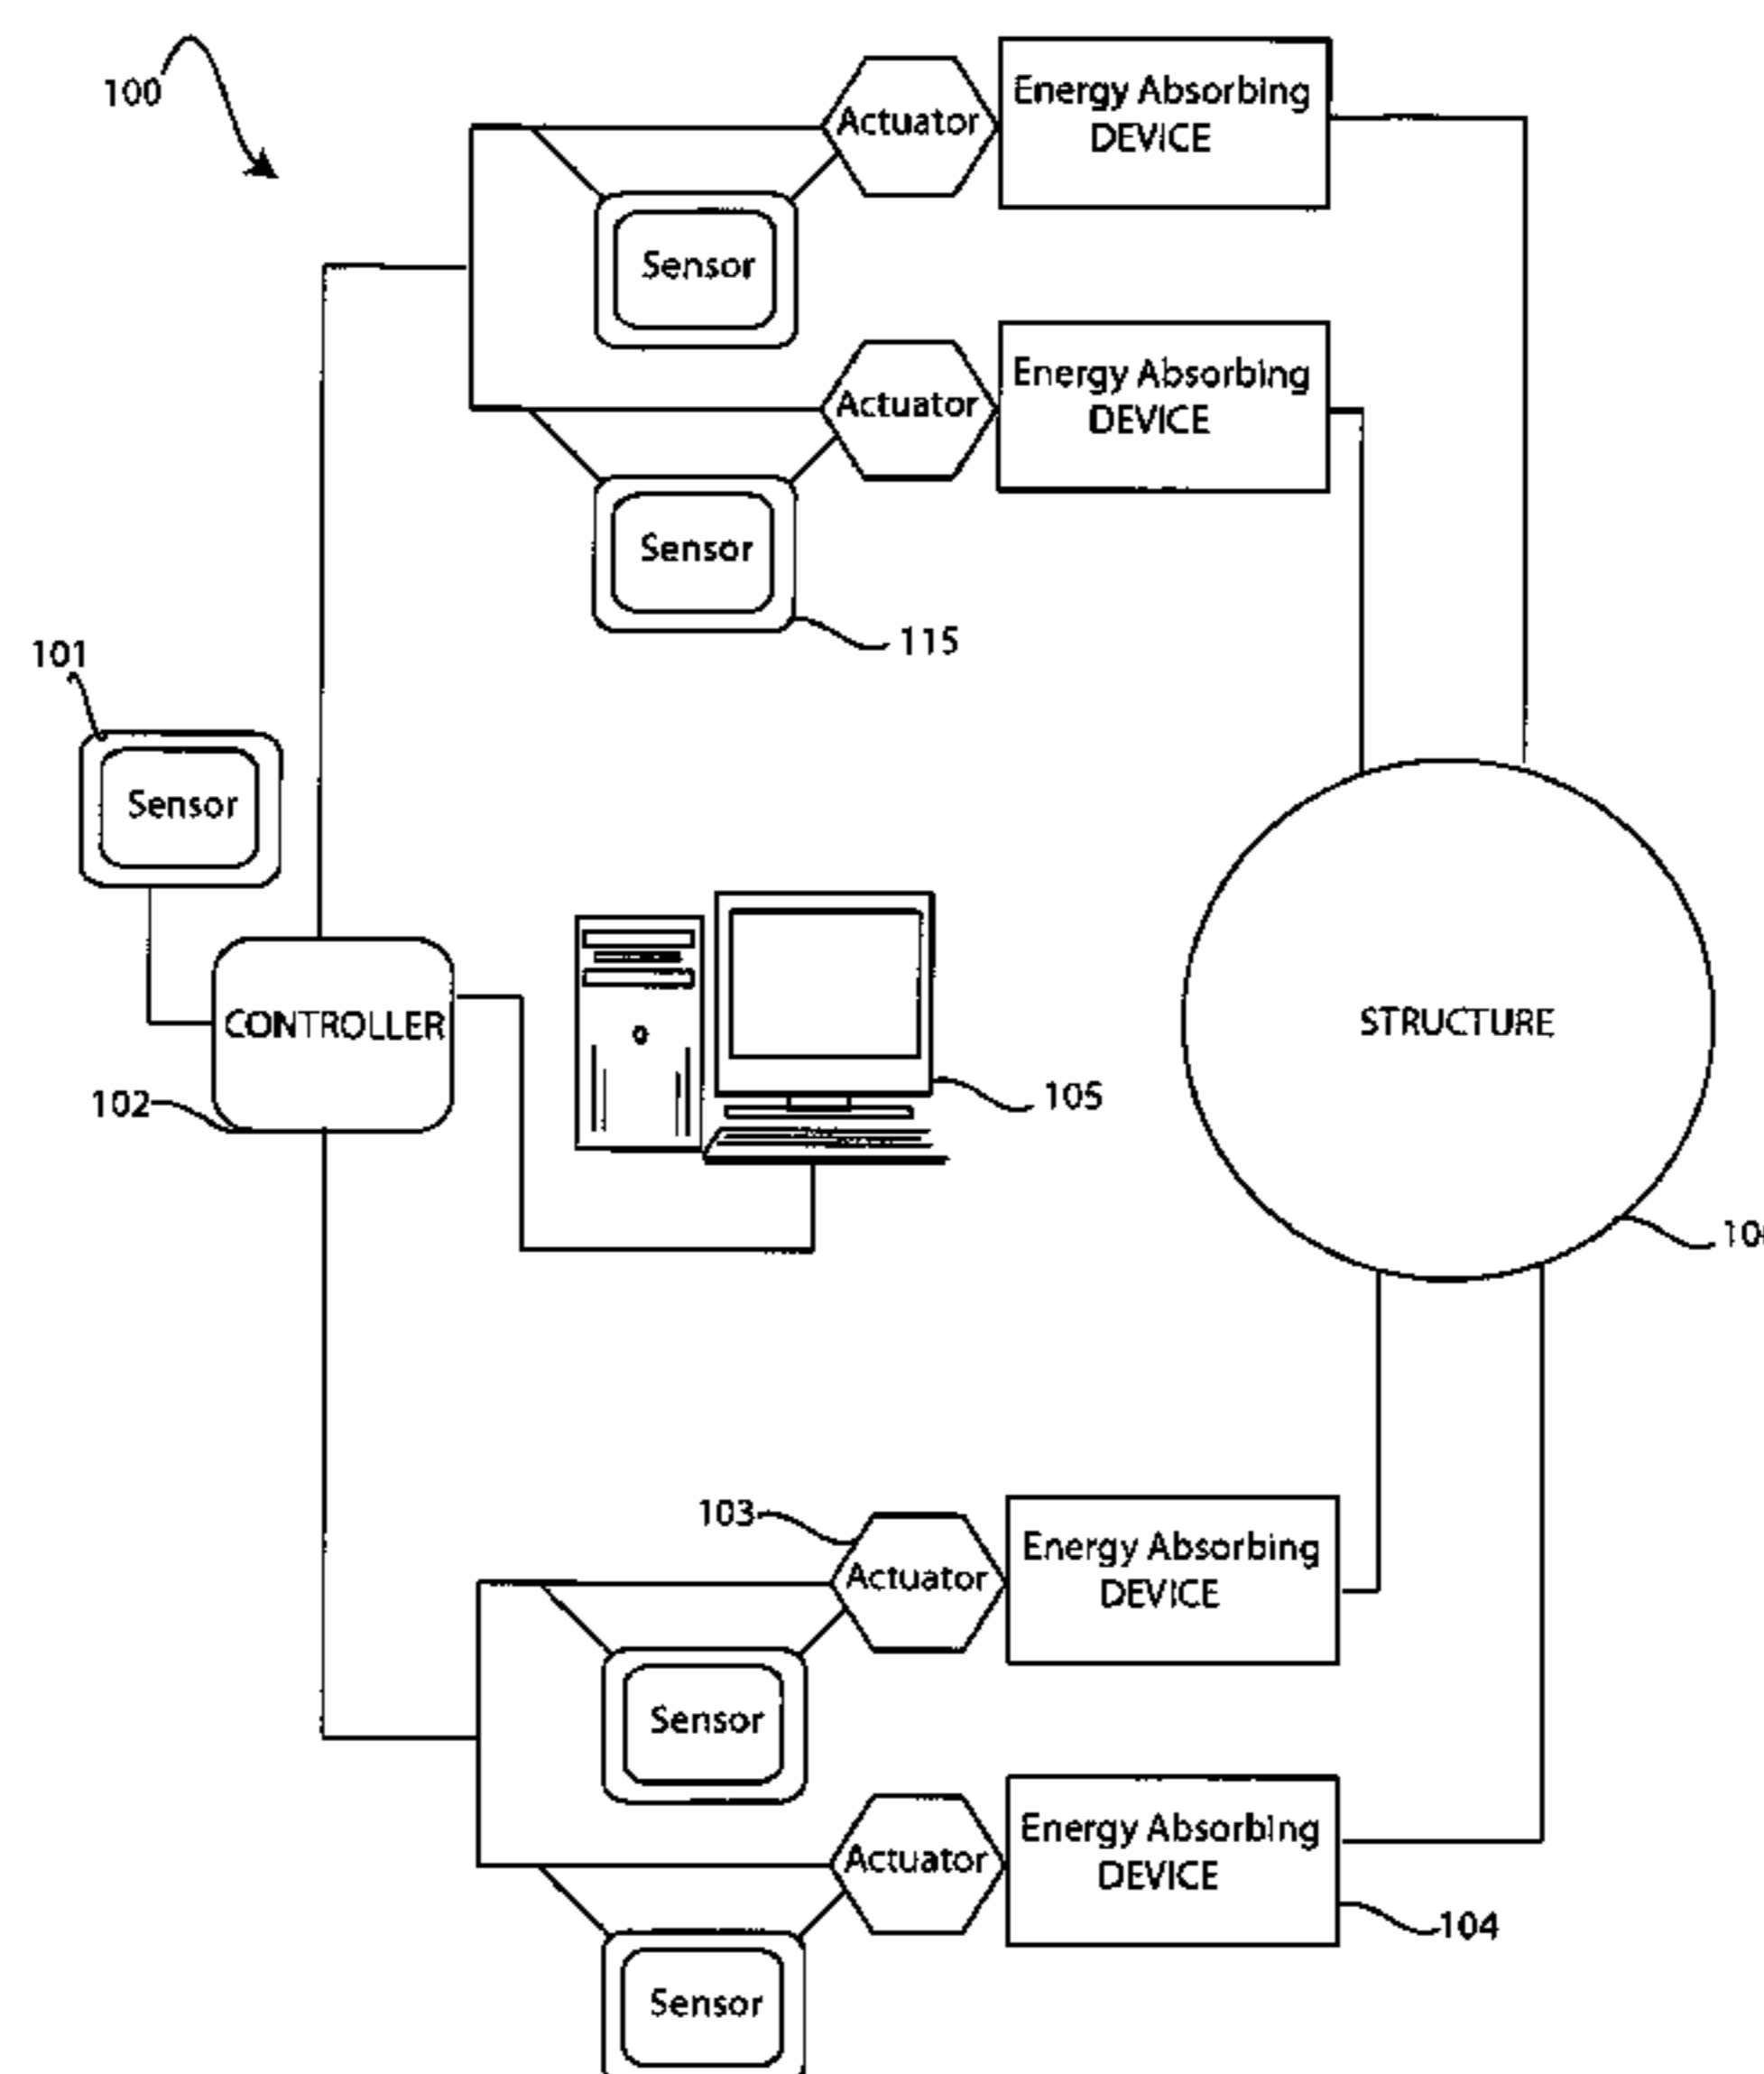 100
Actuator
Energy Absorbing
DEVICE
Sensor
Actuator
Energy Absorbing
DEVICE
Sensor
115
101
Sensor
CONTROLLER
102
105
STRUCTURE
103
Actuator
Energy Absorbing
DEVICE
Sensor
Actuator
Energy Absorbing
DEVICE
104
Sensor